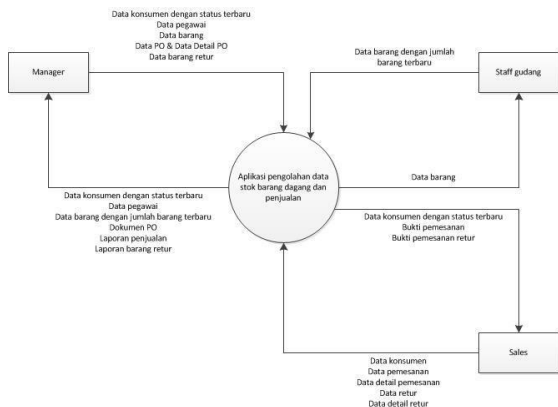 Data konsumen dengan status terbaru
Data pegawai
Data barang
Data PO & Data Detail PO
Data barang retur
Manager
Data barang dengan jumlah
barang terbaru
Staff gudang
Aplikasi pengolahan data
stok barang dagang dan
penjualan
Data barang
Data konsumen dengan status terbaru
Data pegawai
Data barang dengan jumlah barang terbaru
Dokumen PO
Laporan penjualan
Laporan barang retur
Data konsumen dengan status terbaru
Bukti pemesanan
Bukti pemesanan retur
Sales
Data konsumen
Data pemesanan
Data detail pemesanan
Data retur
Data detail retur